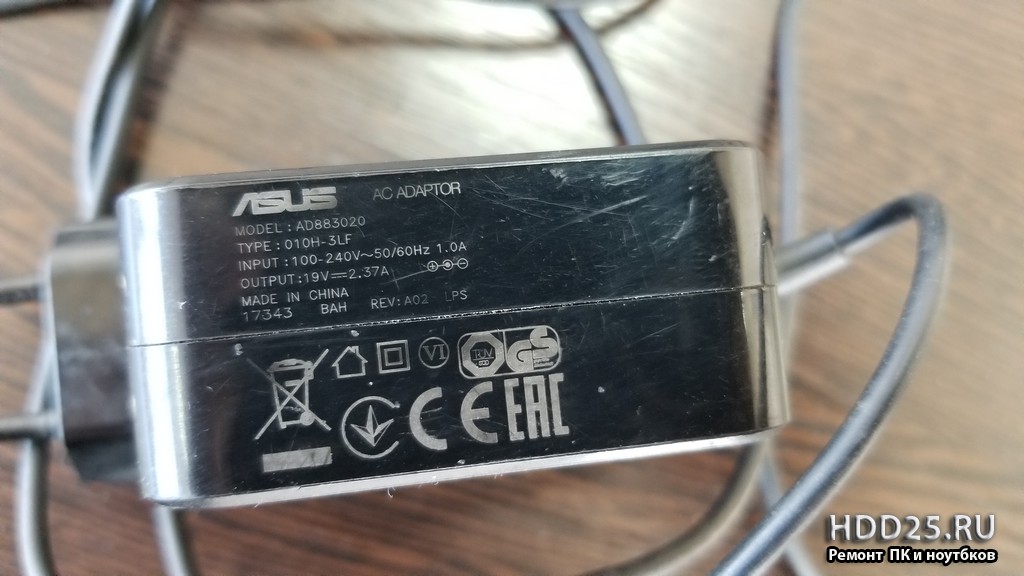 ASUS AC ADAPTOR
MODEL : AD883020
TYPE : 010H-3LF
INPUT : 100-240V~50/60Hz 1.0A
OUTPUT : 19V⎓2.37A
MADE IN CHINA
17343 BAH REV: A02 LPS
VI TÜV GS
CE EAC
HDD25.RU
Ремонт ПК и ноутбков